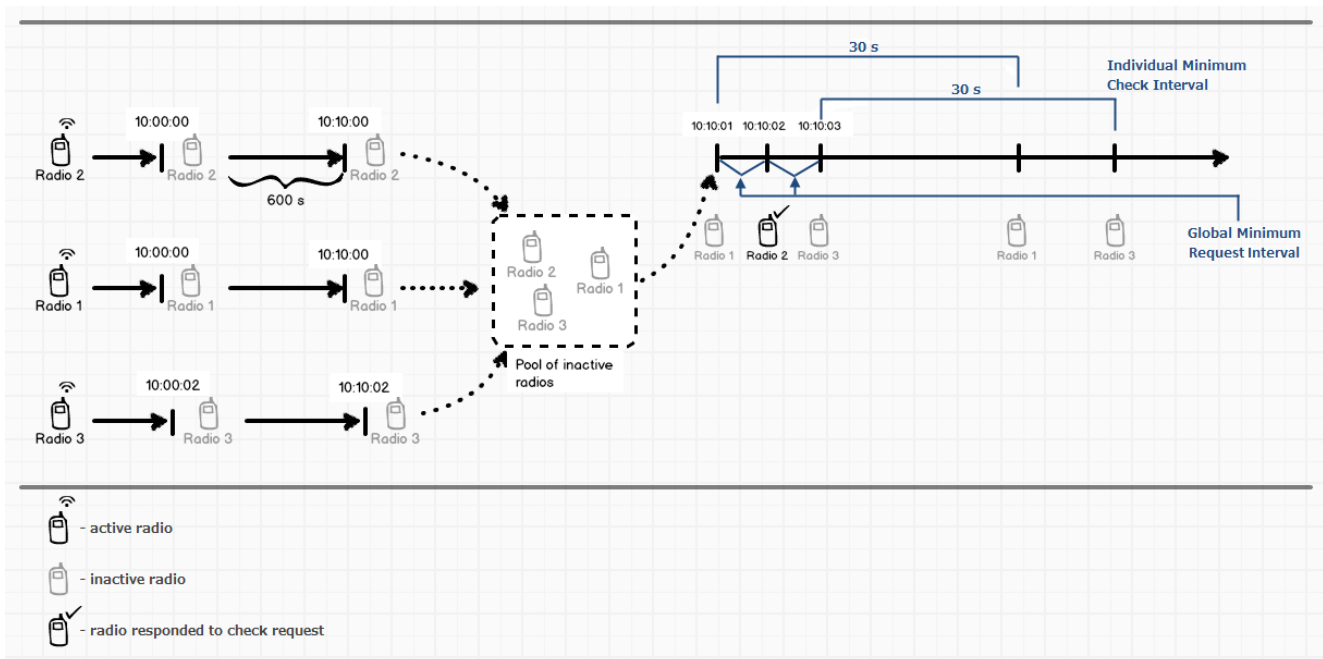 30 s
Individual Minimum
Check Interval
30 s
10:00:00
10:10:00
10:10:01
10:10:02
10:10:03
Radio 2
Radio 2
Radio 2
600 s
Radio 1
Radio 2
Radio 3
Radio 1
Radio 3
Global Minimum
Request Interval
10:00:00
10:10:00
Radio 2
Radio 1
Radio 3
Radio 1
Radio 1
Radio 1
Pool of inactive
radios
10:00:02
10:10:02
Radio 3
Radio 3
Radio 3
- active radio
- inactive radio
- radio responded to check request